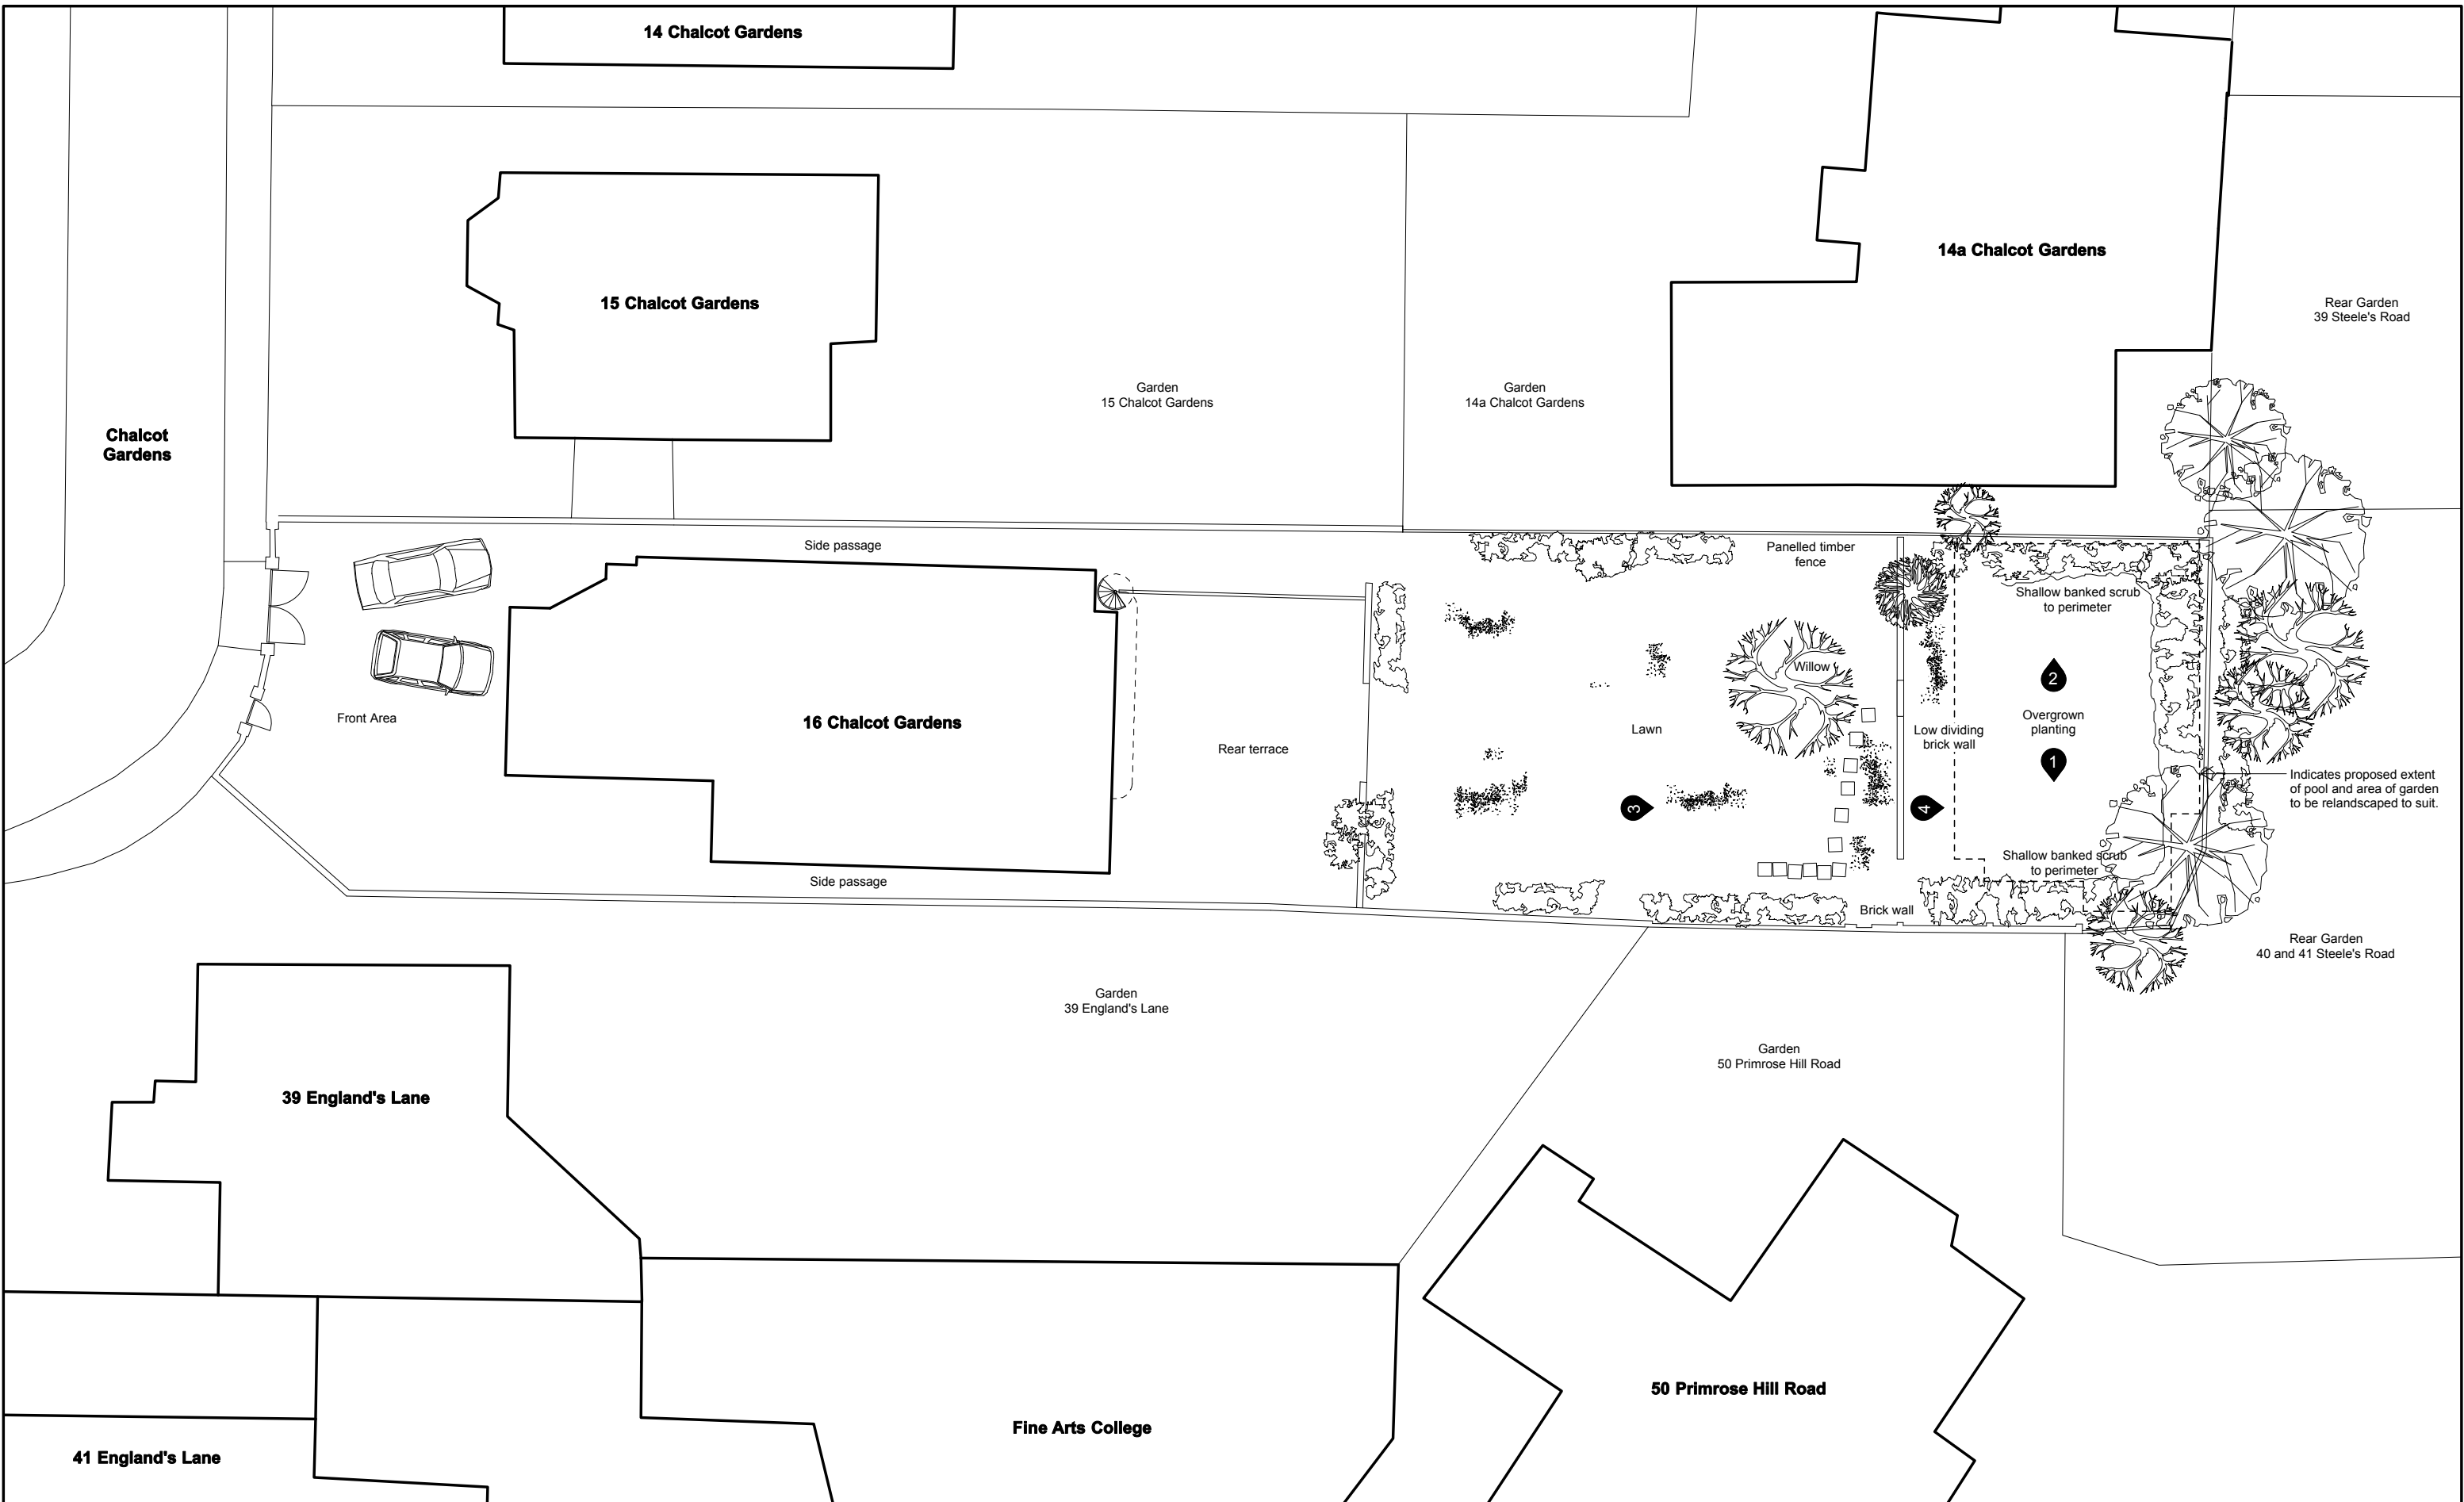 14 Chalcot Gardens
14a Chalcot Gardens
15 Chalcot Gardens
Rear Garden
39 Steele's Road
Garden
15 Chalcot Gardens
Garden
14a Chalcot Gardens
Chalcot
Gardens
Side passage
Panelled timber
fence
Shallow banked scrub
to perimeter
Willow
2
Front Area
16 Chalcot Gardens
Rear terrace
Lawn
Low dividing
brick wall
Overgrown
planting
1
Indicates proposed extent
of pool and area of garden
to be relandscaped to suit.
3
4
Shallow banked scrub
to perimeter
Side passage
Brick wall
Rear Garden
40 and 41 Steele's Road
Garden
39 England's Lane
Garden
50 Primrose Hill Road
39 England's Lane
50 Primrose Hill Road
Fine Arts College
41 England's Lane